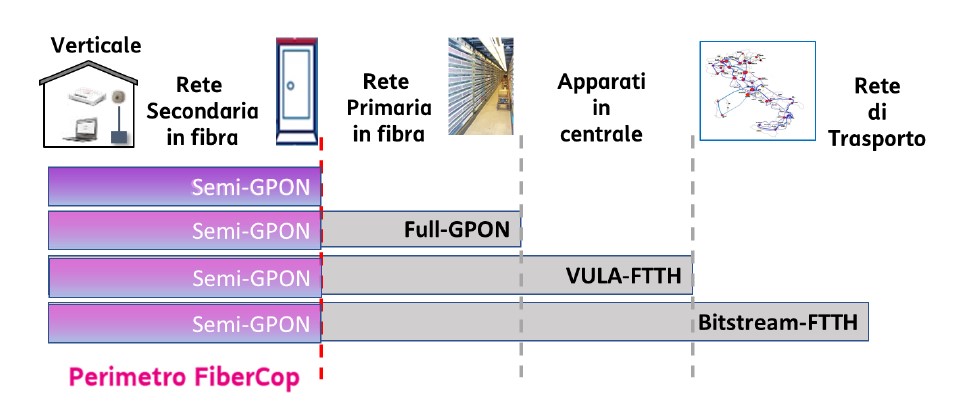 Verticale
Rete
Secondaria
in fibra
Rete
Primaria
in fibra
Apparati
in
centrale
Rete
di
Trasporto
Semi-GPON
Semi-GPON Full-GPON
Semi-GPON VULA-FTTH
Semi-GPON Bitstream-FTTH
Perimetro FiberCop